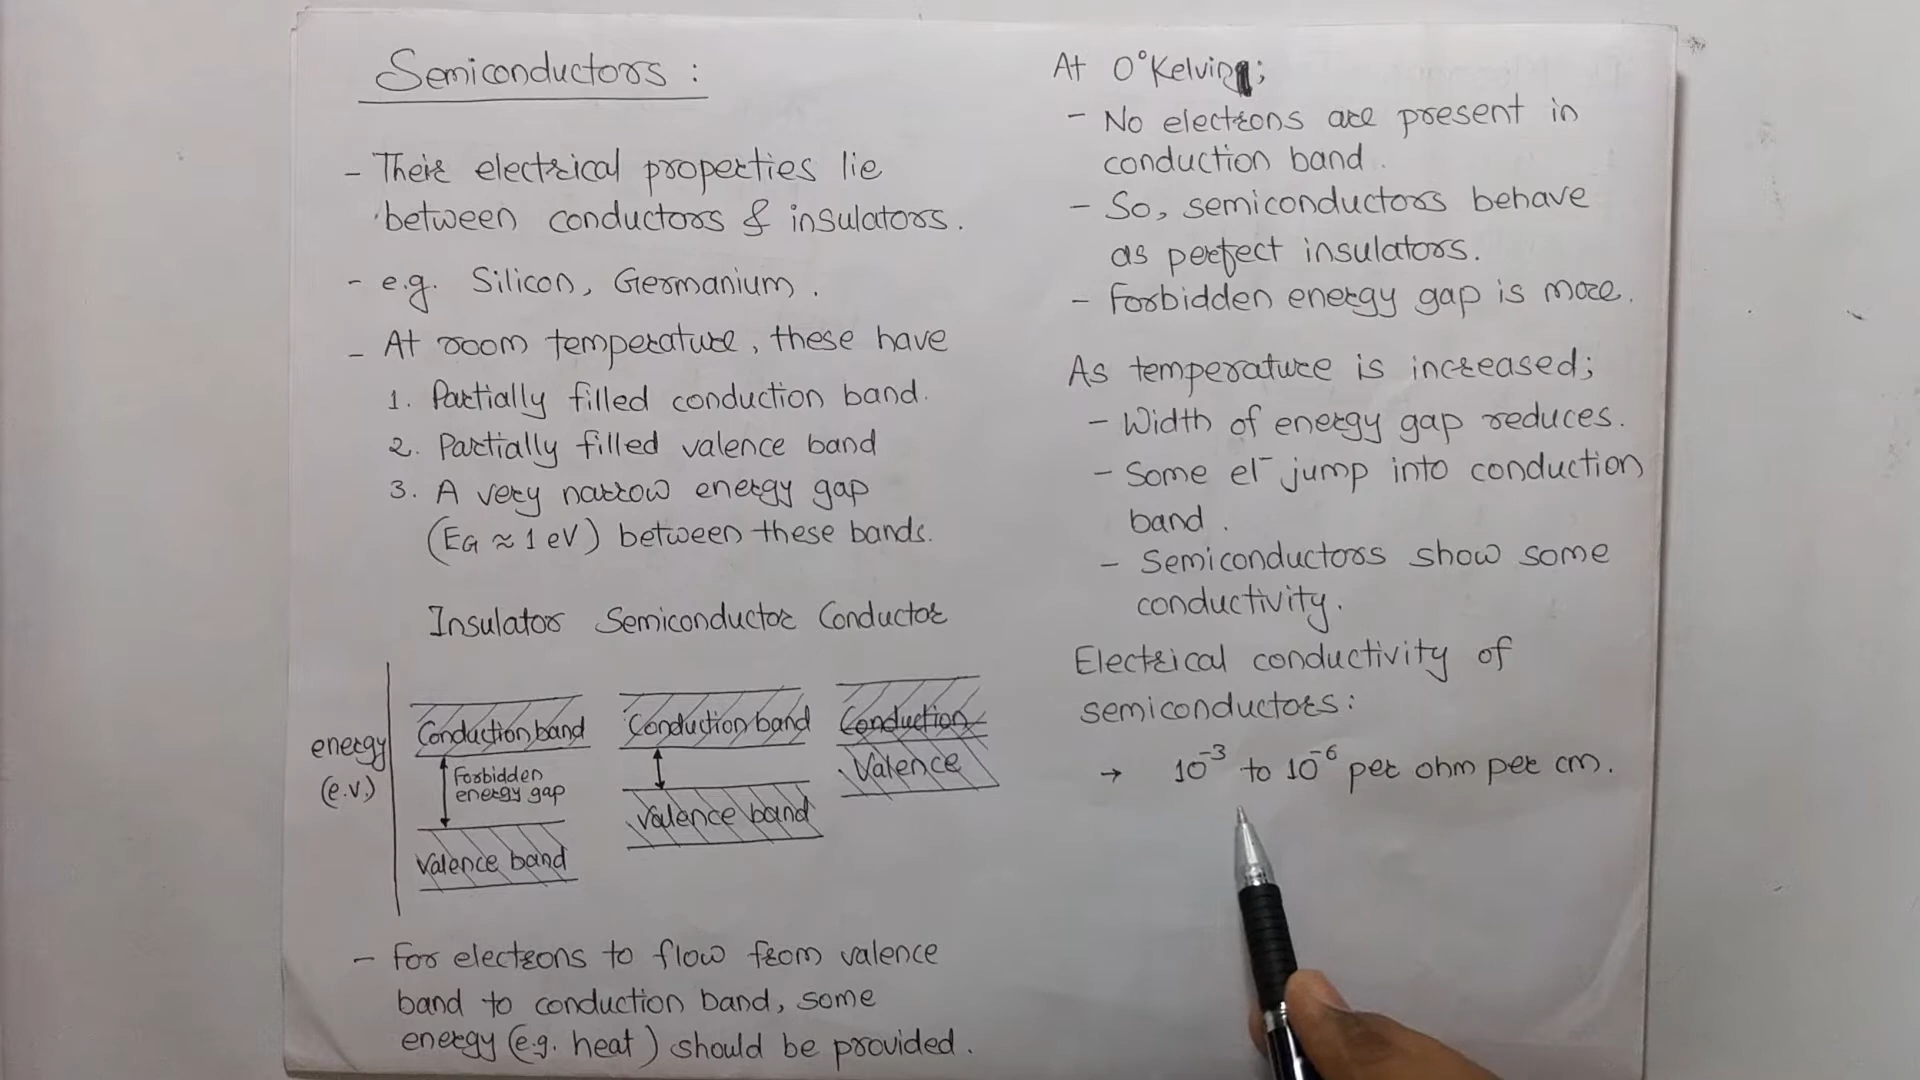 Semiconductors :
- Their electrical properties lie
between conductors & insulators.
- e.g. Silicon, Germanium.
- At room temperature, these have
1. Partially filled conduction band.
2. Partially filled valence band
3. A very narrow energy gap
(EG ≈ 1 eV) between these bands.
Insulator Semiconductor Conductor
energy
(e.v.)
Conduction band
Forbidden
energy gap
Valence band
Conduction band
Valence band
Conduction
Valence
- For electrons to flow from valence
band to conduction band, some
energy (e.g. heat) should be provided.
At 0°Kelvin;
- No electrons are present in
conduction band.
- So, semiconductors behave
as perfect insulators.
- Forbidden energy gap is more.
As temperature is increased;
- Width of energy gap reduces.
- Some el⁻ jump into conduction
band.
- Semiconductors show some
conductivity.
Electrical conductivity of
semiconductors:
→ 10⁻³ to 10⁻⁶ per ohm per cm.